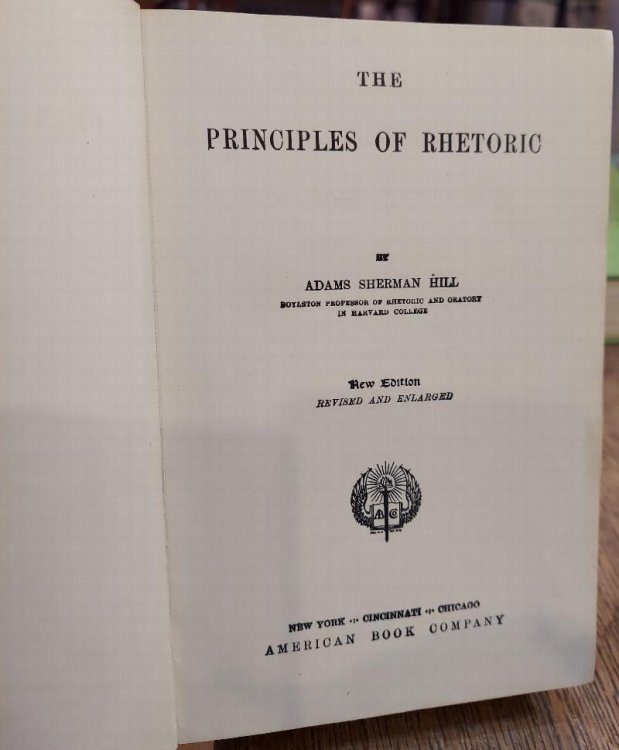 THE
PRINCIPLES OF RHETORIC
BY
ADAMS SHERMAN HILL
BOYLSTON PROFESSOR OF RHETORIC AND ORATORY
IN HARVARD COLLEGE
New Edition
REVISED AND ENLARGED
NEW YORK ∴ CINCINNATI ∴ CHICAGO
AMERICAN BOOK COMPANY